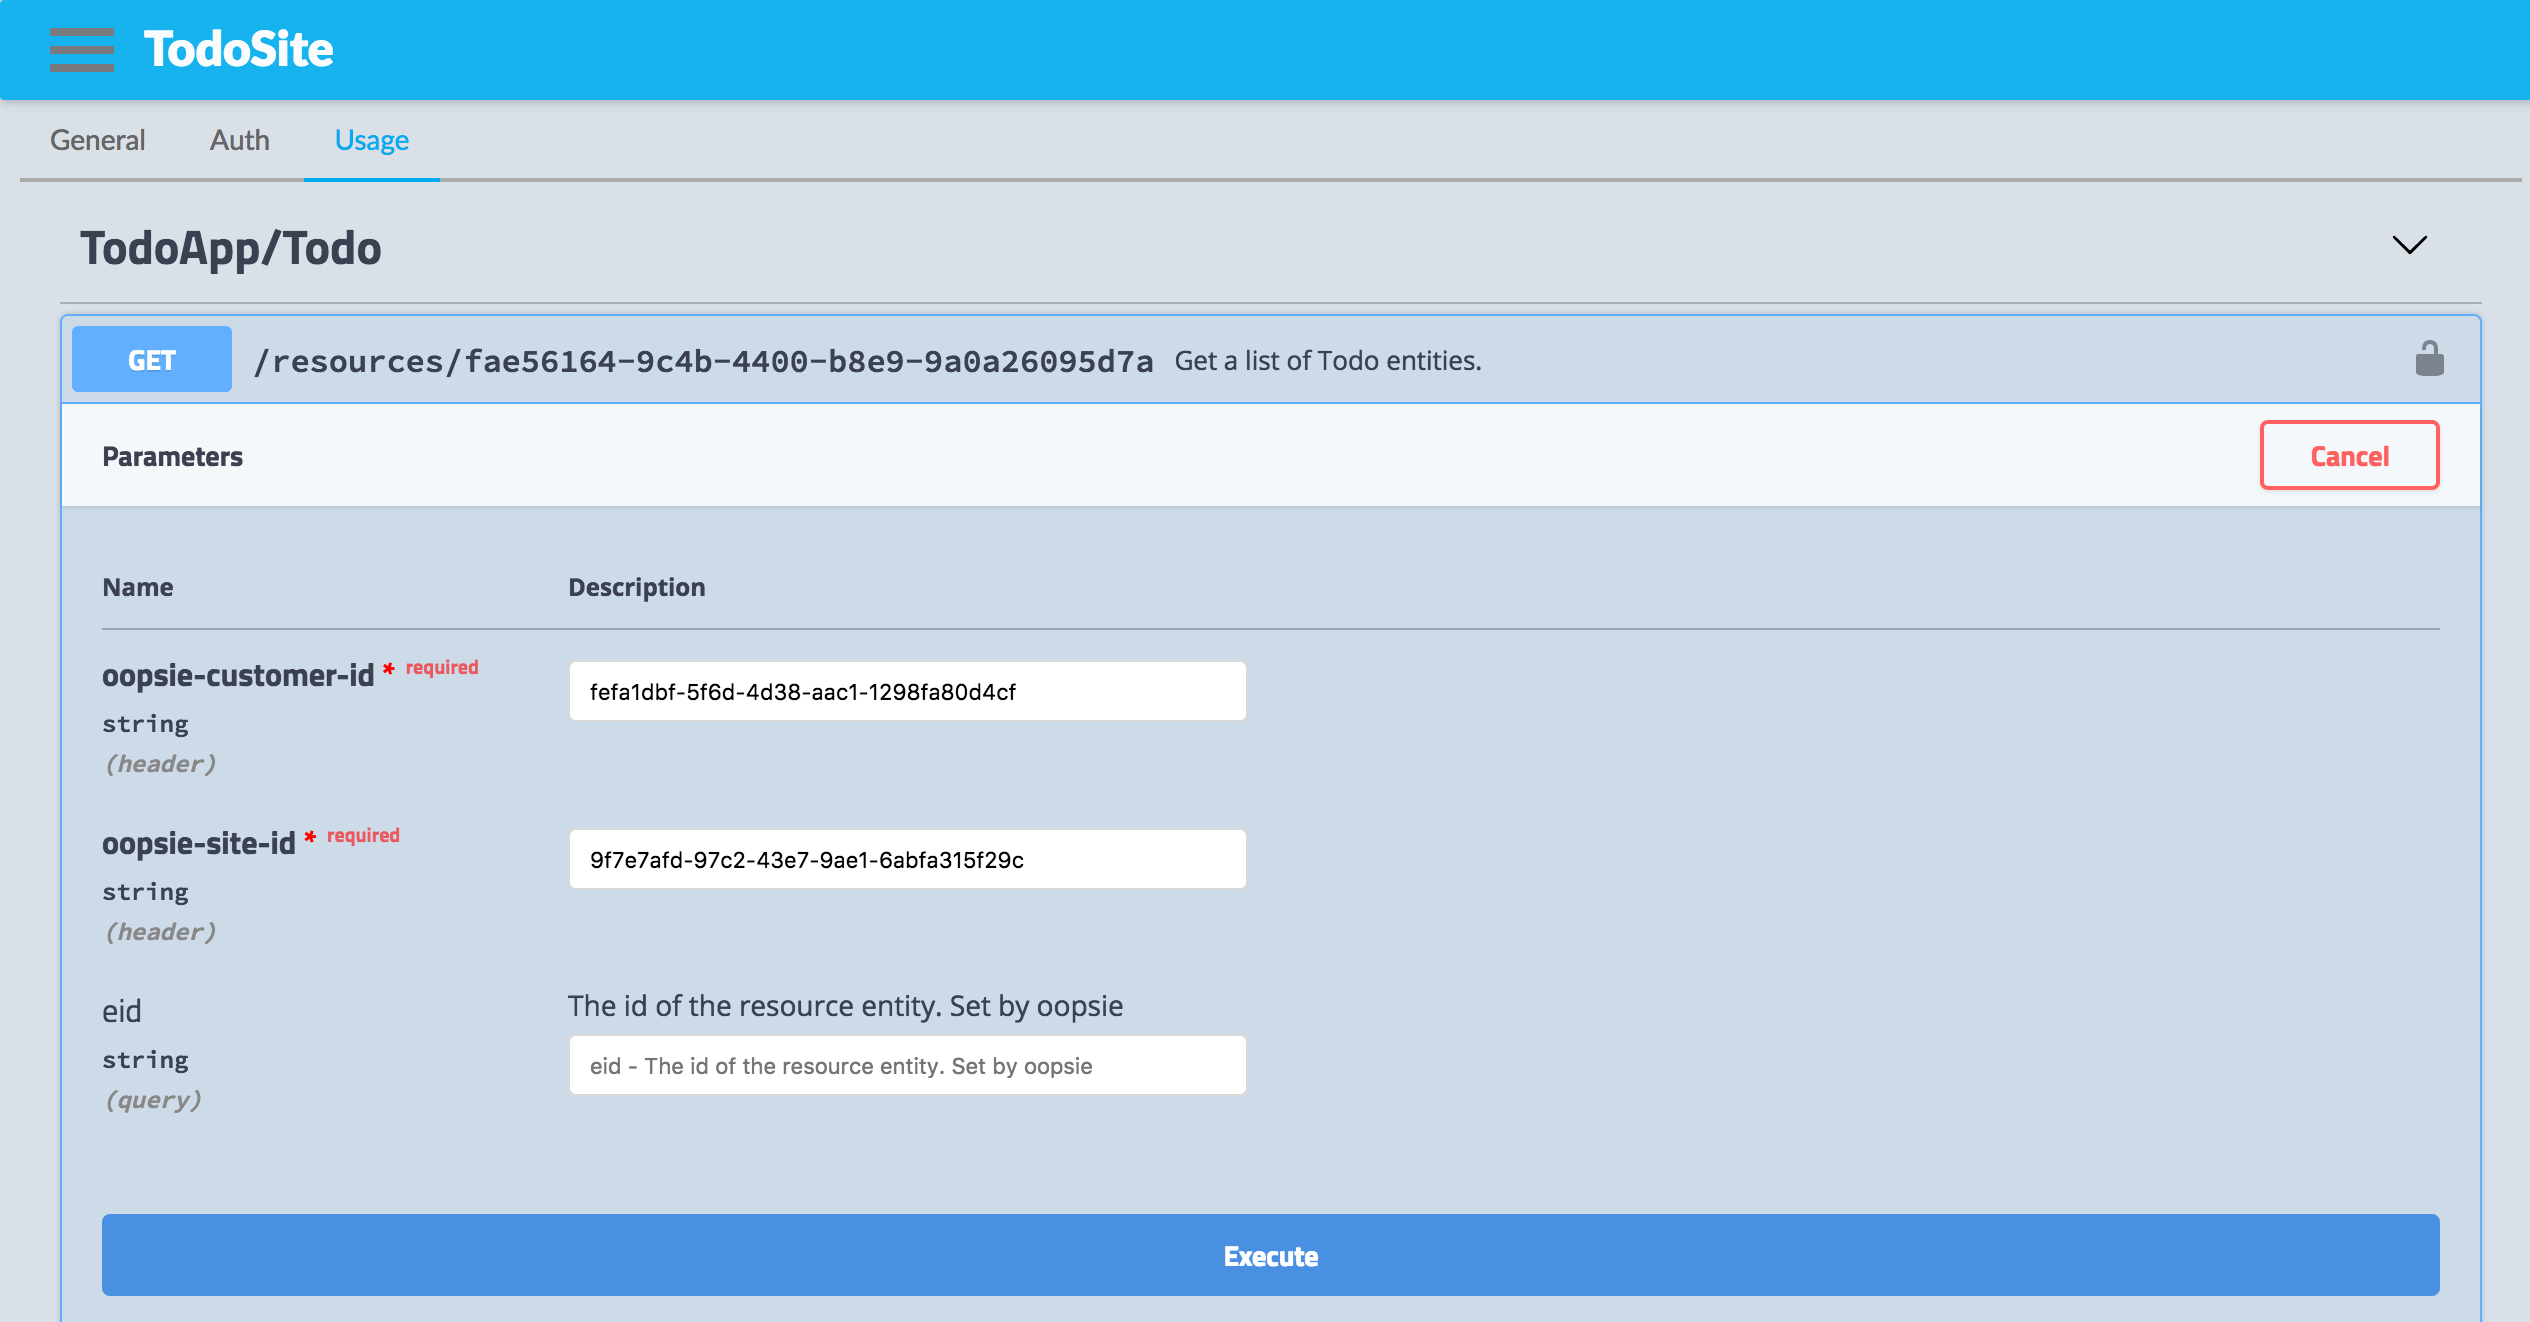 TodoSite
General Auth Usage
TodoApp/Todo
GET /resources/fae56164-9c4b-4400-b8e9-9a0a26095d7a Get a list of Todo entities.
Parameters Cancel
Name Description
oopsie-customer-id * required
fefa1dbf-5f6d-4d38-aac1-1298fa80d4cf
string
(header)
oopsie-site-id * required
9f7e7afd-97c2-43e7-9ae1-6abfa315f29c
string
(header)
eid The id of the resource entity. Set by oopsie
string eid - The id of the resource entity. Set by oopsie
(query)
Execute